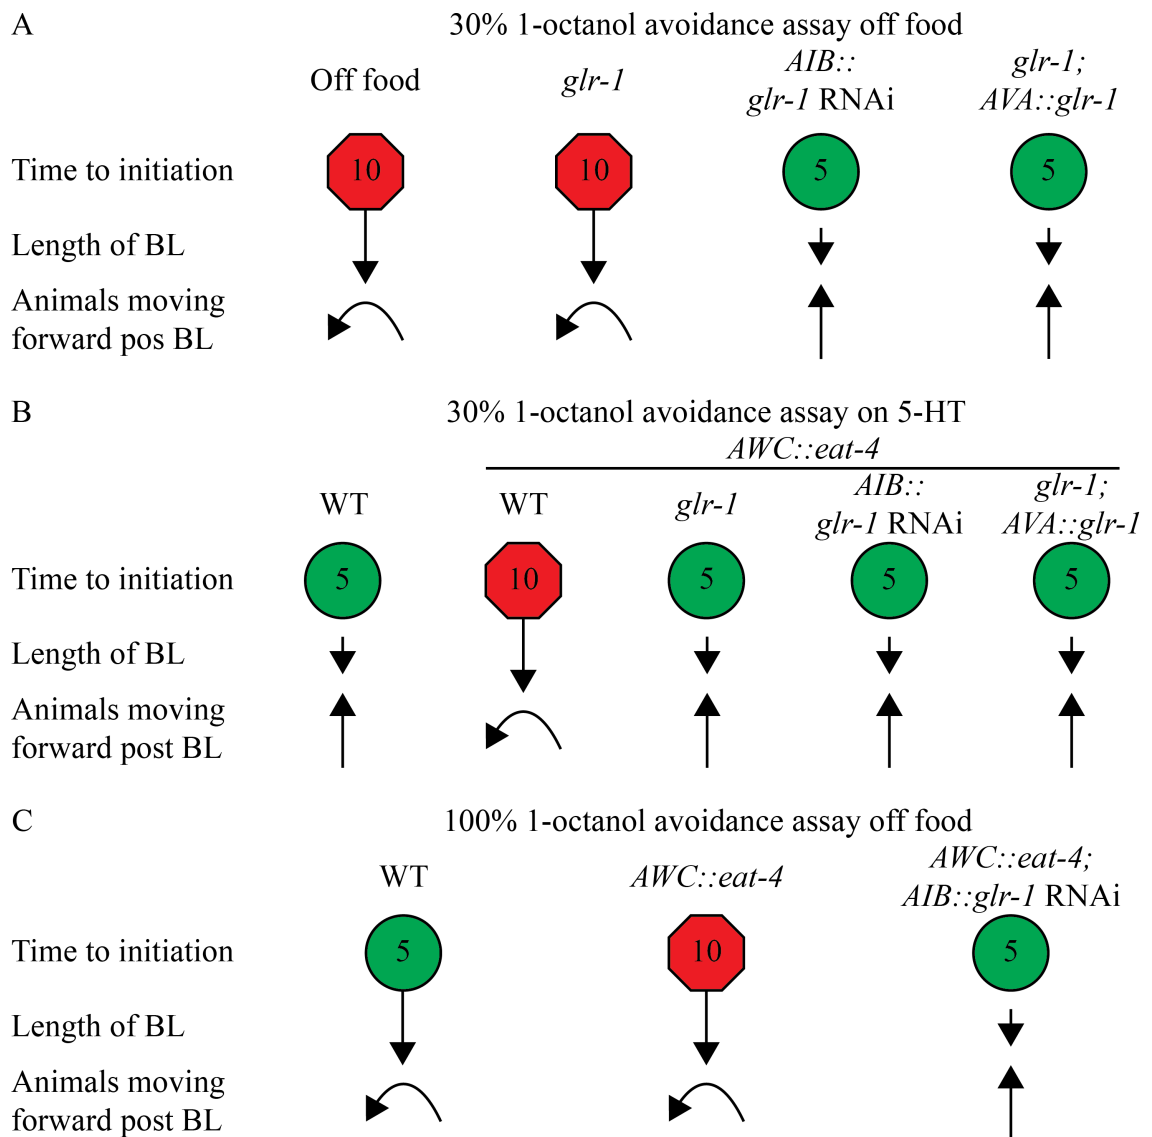 A
30% 1-octanol avoidance assay off food
Off food
glr-1
AIB::
glr-1 RNAi
glr-1;
AVA::glr-1
Time to initiation
10
10
5
5
Length of BL
Animals moving
forward pos BL
B
30% 1-octanol avoidance assay on 5-HT
AWC::eat-4
WT
WT
glr-1
AIB::
glr-1 RNAi
glr-1;
AVA::glr-1
Time to initiation
5
10
5
5
5
Length of BL
Animals moving
forward post BL
C
100% 1-octanol avoidance assay off food
WT
AWC::eat-4
AWC::eat-4;
AIB::glr-1 RNAi
Time to initiation
5
10
5
Length of BL
Animals moving
forward post BL